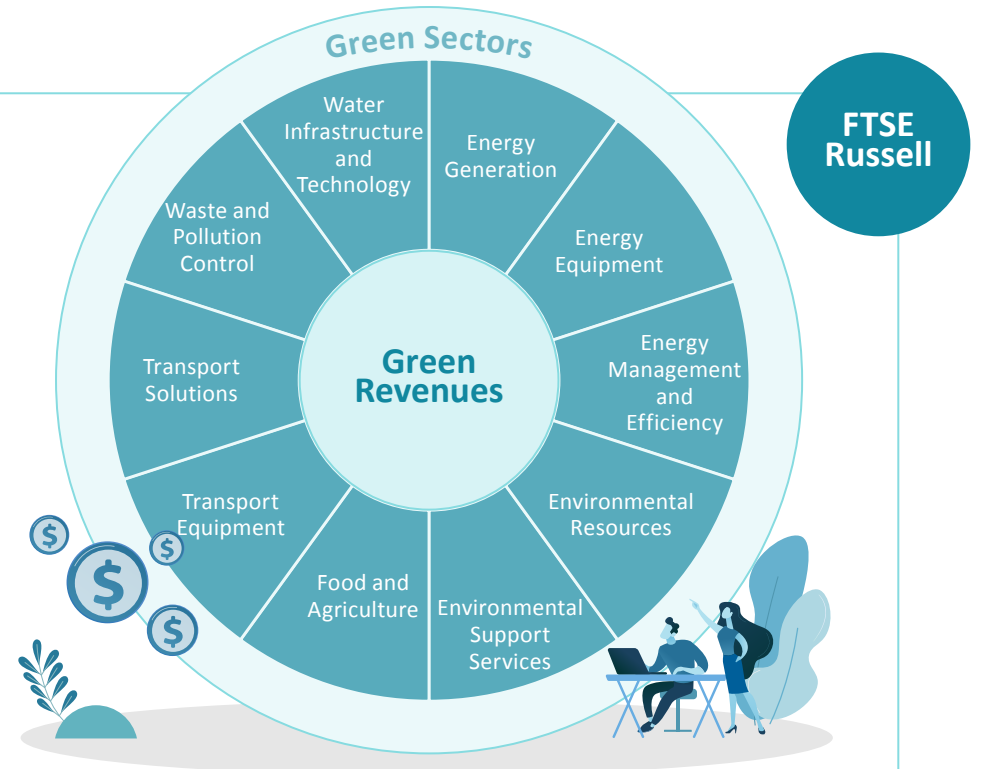 Green Sectors
FTSE
Russell
Energy
Generation
Energy
Equipment
Energy
Management
and
Efficiency
Environmental
Resources
Environmental
Support
Services
Food and
Agriculture
Transport
Equipment
Transport
Solutions
Waste and
Pollution
Control
Water
Infrastructure
and
Technology
Green
Revenues
$
$
$
$